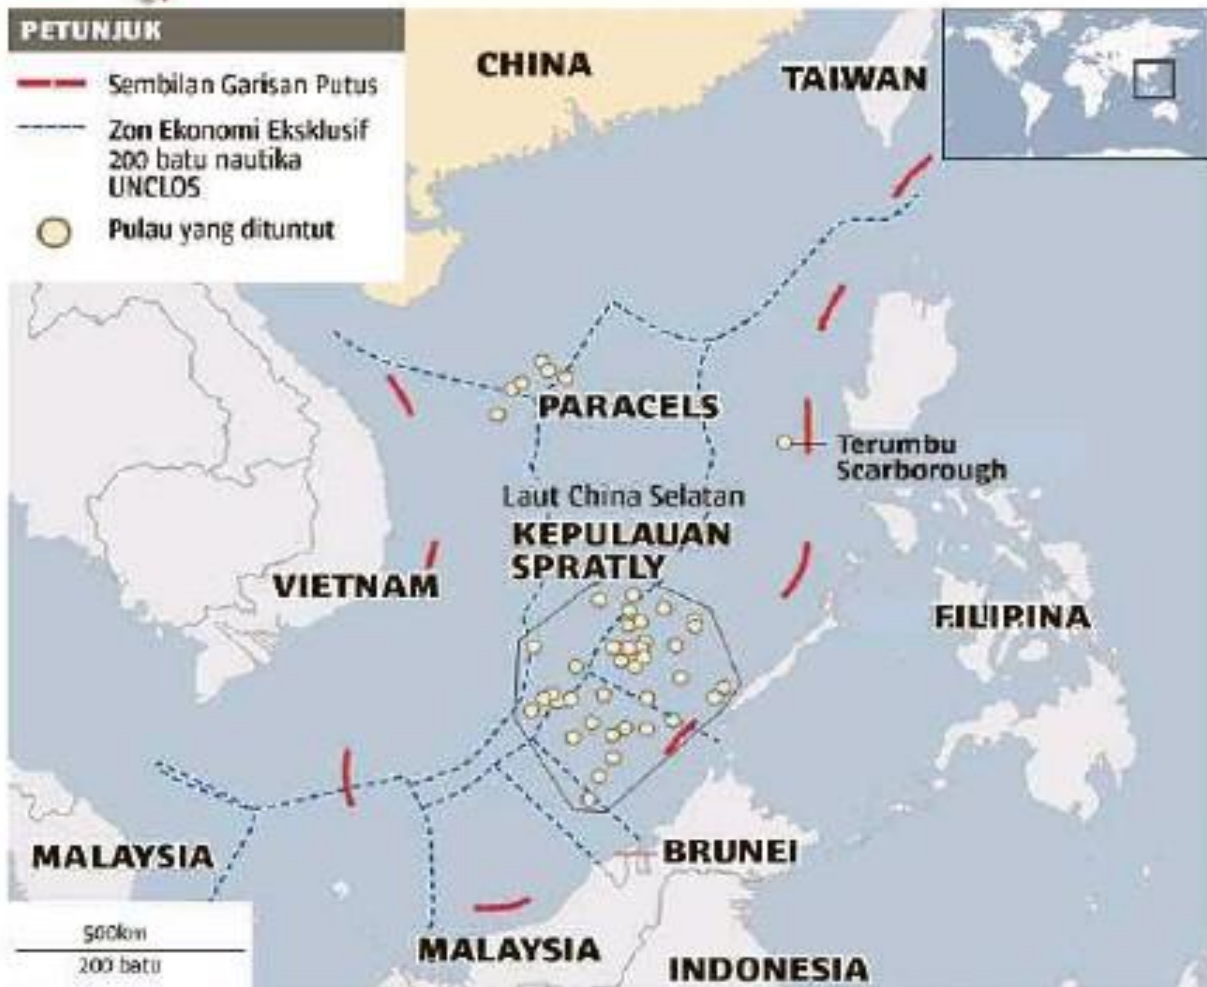 PETUNJUK
Sembilan Garisan Putus
Zon Ekonomi Eksklusif
200 batu nautika
UNCLOS
Pulau yang dituntut
CHINA
TAIWAN
PARACELS
Terumbu
Scarborough
Laut China Selatan
KEPULAUAN
SPRATLY
VIETNAM
FILIPINA
MALAYSIA
BRUNEI
500km
200 batu
MALAYSIA
INDONESIA